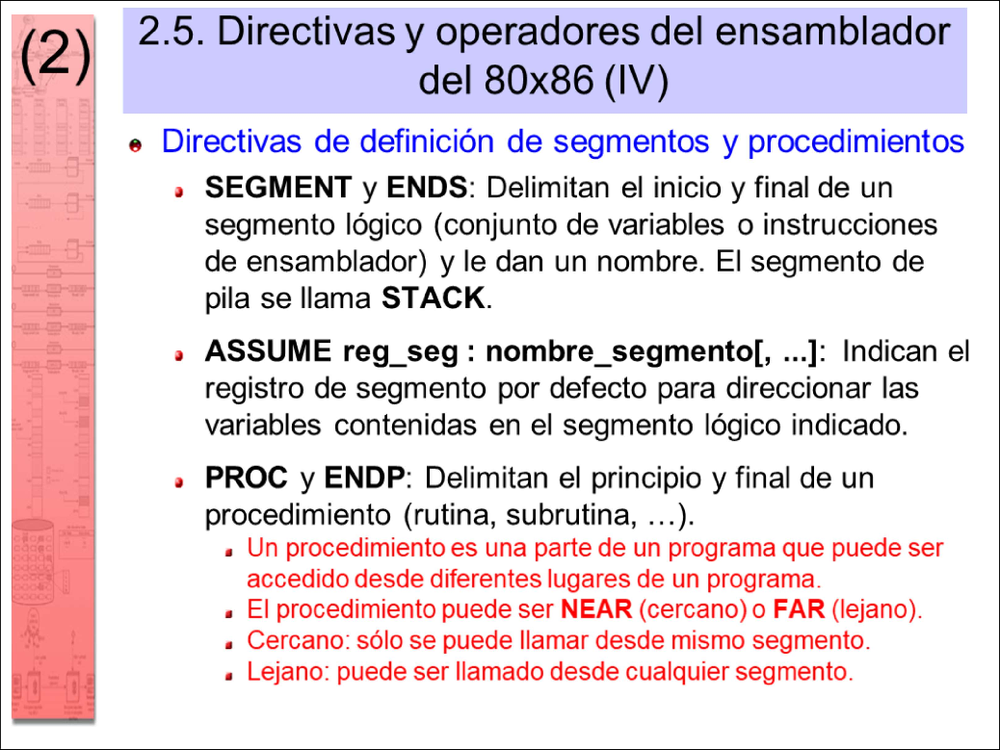 (2)
2.5. Directivas y operadores del ensamblador
del 80x86 (IV)
Directivas de definición de segmentos y procedimientos
SEGMENT y ENDS: Delimitan el inicio y final de un
segmento lógico (conjunto de variables o instrucciones
de ensamblador) y le dan un nombre. El segmento de
pila se llama STACK.
ASSUME reg_seg : nombre_segmento[, ...]: Indican el
registro de segmento por defecto para direccionar las
variables contenidas en el segmento lógico indicado.
PROC y ENDP: Delimitan el principio y final de un
procedimiento (rutina, subrutina, …).
Un procedimiento es una parte de un programa que puede ser
accedido desde diferentes lugares de un programa.
El procedimiento puede ser NEAR (cercano) o FAR (lejano).
Cercano: sólo se puede llamar desde mismo segmento.
Lejano: puede ser llamado desde cualquier segmento.